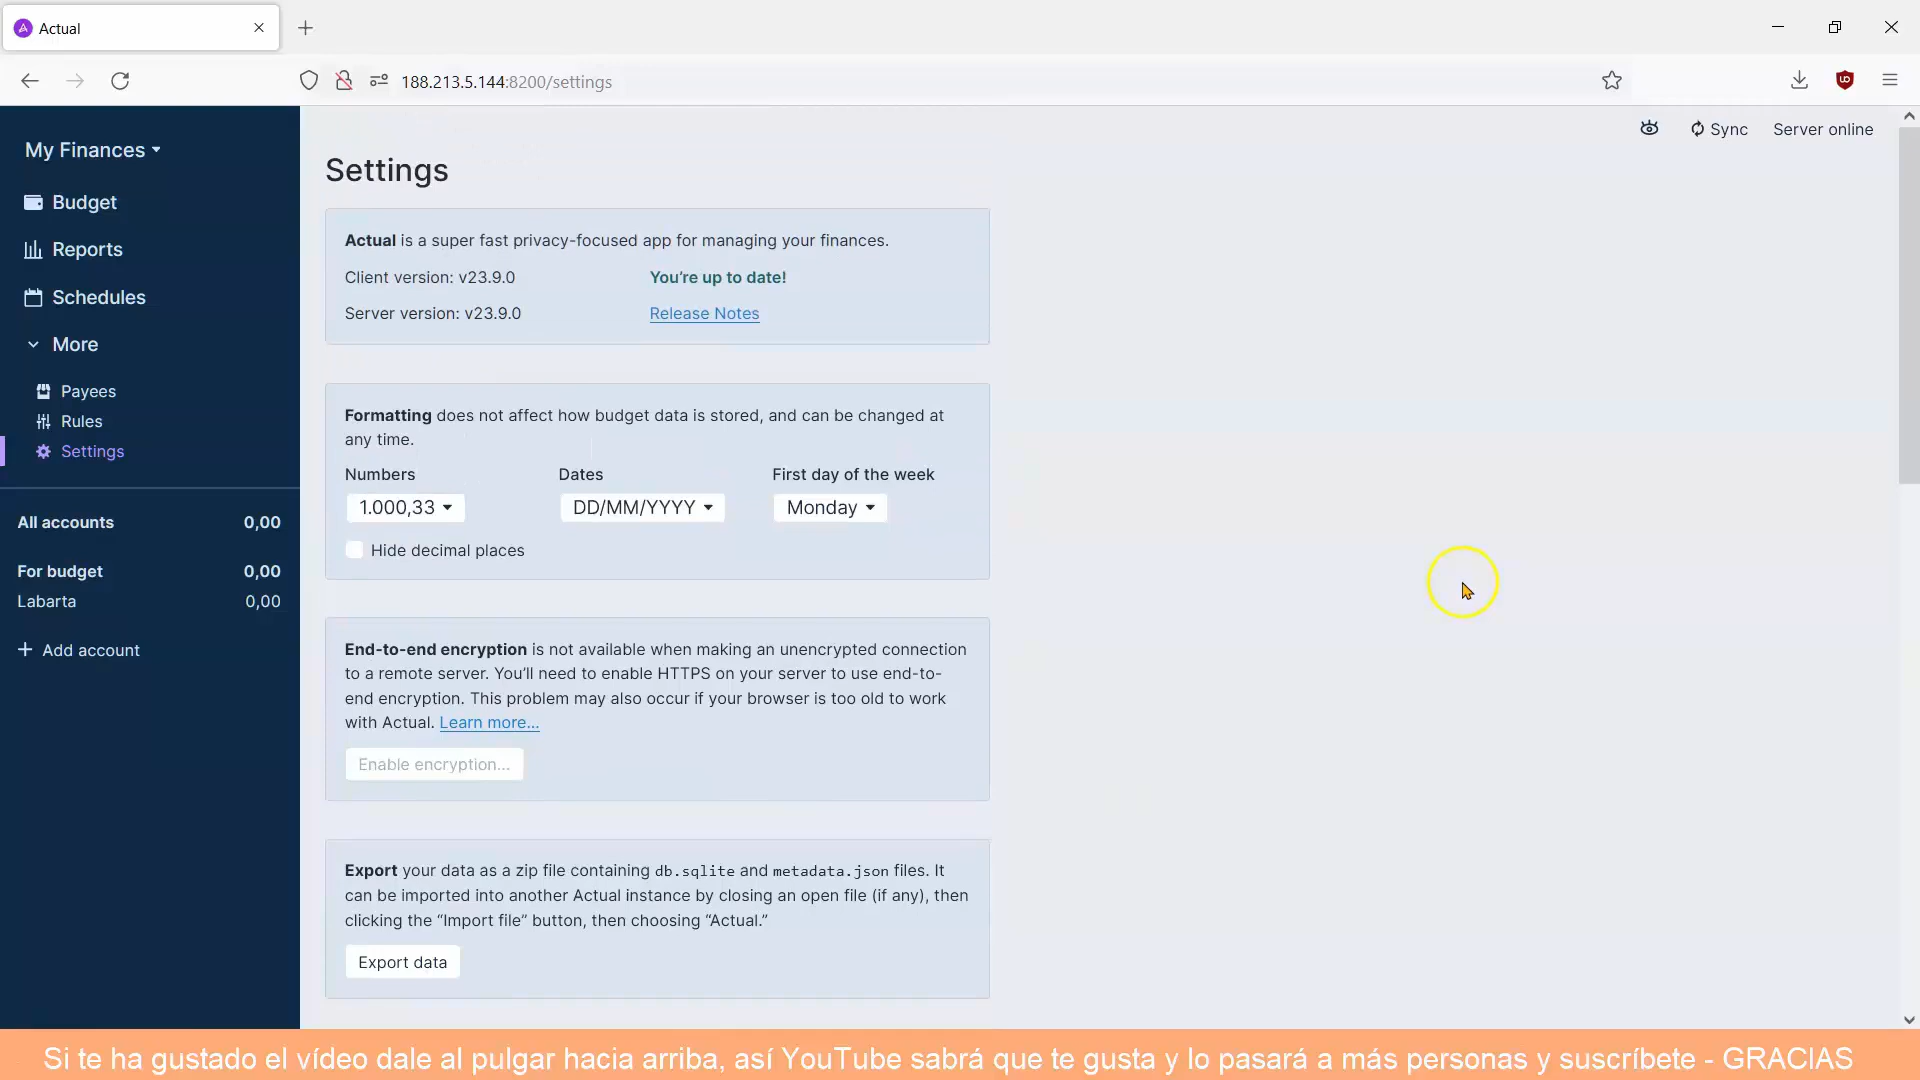 Actual
188.213.5.144:8200/settings
My Finances
Budget
Reports
Schedules
More
Payees
Rules
Settings
All accounts 0,00
For budget 0,00
Labarta 0,00
Add account
Sync Server online
Settings
Actual is a super fast privacy-focused app for managing your finances.
Client version: v23.9.0 You're up to date!
Server version: v23.9.0 Release Notes
Formatting does not affect how budget data is stored, and can be changed at
any time.
Numbers Dates First day of the week
1.000,33 DD/MM/YYYY Monday
Hide decimal places
End-to-end encryption is not available when making an unencrypted connection
to a remote server. You'll need to enable HTTPS on your server to use end-to-
end encryption. This problem may also occur if your browser is too old to work
with Actual. Learn more...
Enable encryption...
Export your data as a zip file containing db.sqlite and metadata.json files. It
can be imported into another Actual instance by closing an open file (if any), then
clicking the “Import file” button, then choosing “Actual.”
Export data
Si te ha gustado el vídeo dale al pulgar hacia arriba, así YouTube sabrá que te gusta y lo pasará a más personas y suscríbete - GRACIAS